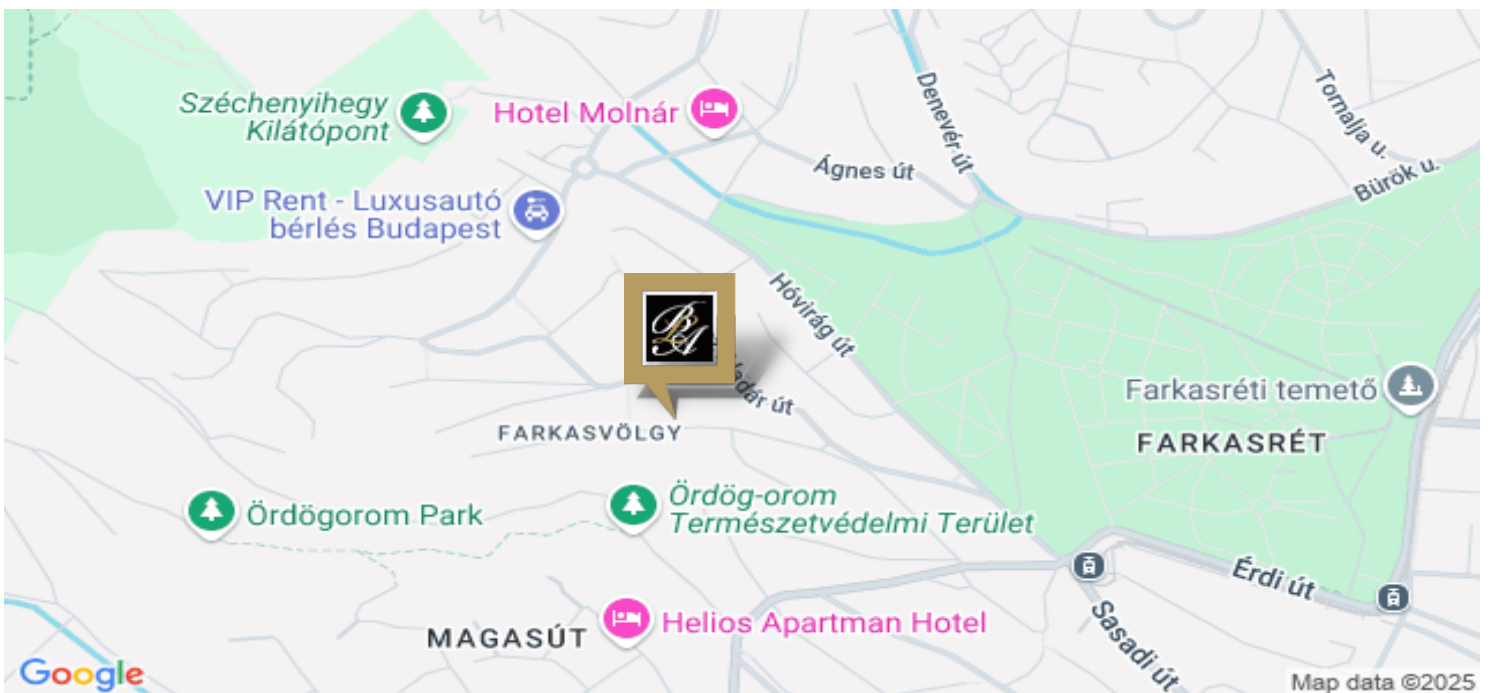 Széchenyihegy
Kilátópont
Hotel Molnár
Denevér út
Tornalja u.
Ágnes út
Bürök u.
VIP Rent - Luxusautó
bérlés Budapest
Hóvirág út
út
Farkasréti temető
FARKASVÖLGY
FARKASRÉT
Ördög-orom
Természetvédelmi Terület
Ördögorom Park
Érdi út
Helios Apartman Hotel
MAGASÚT
Sasadi út
Google
Map data ©2025